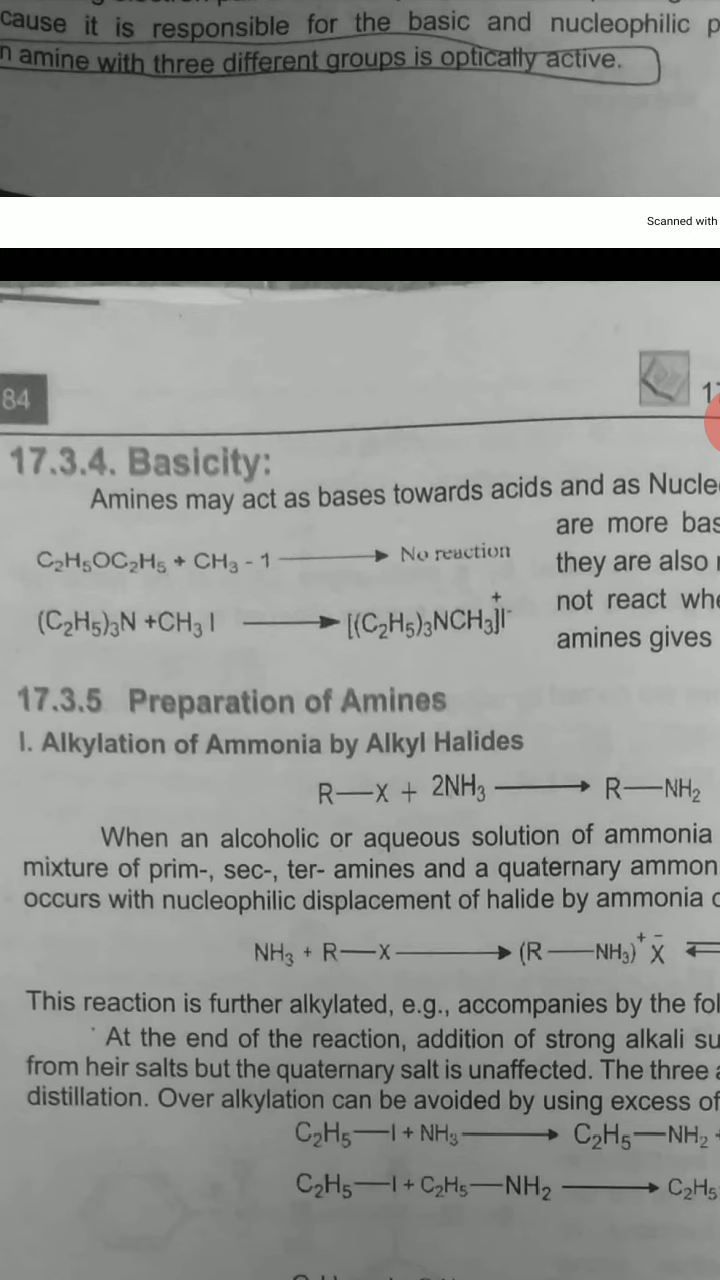 cause it is responsible for the basic and nucleophilic p
n amine with three different groups is optically active.
Scanned with
84
17.3.4. Basicity:
Amines may act as bases towards acids and as Nucle
are more bas
C₂H₅OC₂H₅ + CH₃ - 1 ⟶ No reaction
they are also
(C₂H₅)₃N +CH₃ I ⟶ [(C₂H₅)₃N⁺CH₃]I⁻
not react whe
amines gives
17.3.5 Preparation of Amines
I. Alkylation of Ammonia by Alkyl Halides
R—X + 2NH₃ ⟶ R—NH₂
When an alcoholic or aqueous solution of ammonia
mixture of prim-, sec-, ter- amines and a quaternary ammon
occurs with nucleophilic displacement of halide by ammonia
NH₃ + R—X ⟶ (R—NH₃)⁺ X⁻
This reaction is further alkylated, e.g., accompanies by the fol
At the end of the reaction, addition of strong alkali su
from heir salts but the quaternary salt is unaffected. The three a
distillation. Over alkylation can be avoided by using excess of
C₂H₅—I + NH₃ ⟶ C₂H₅—NH₂ +
C₂H₅—I + C₂H₅—NH₂ ⟶ C₂H₅